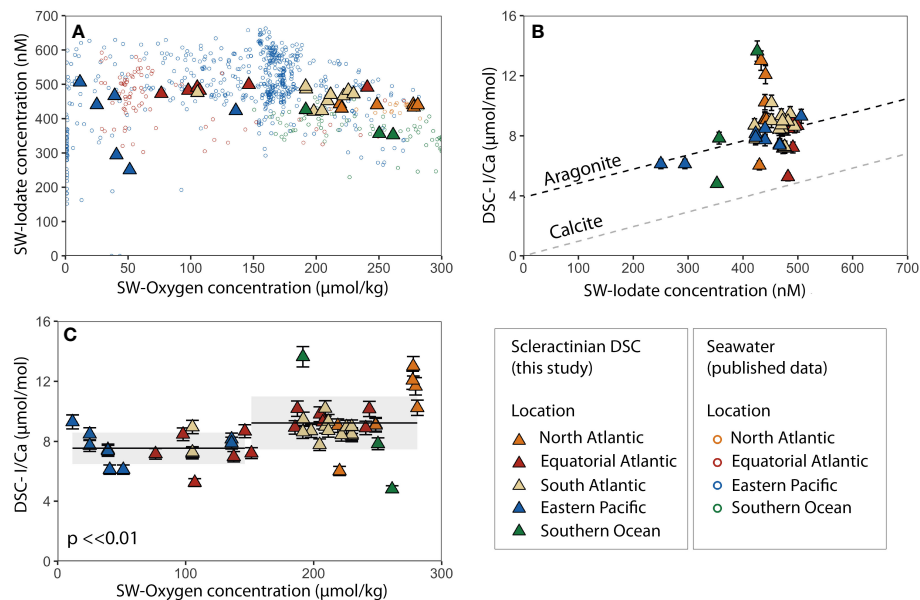 A
SW-Iodate concentration (nM)
700
600
500
400
300
200
100
0
0
50
100
150
200
250
300
SW-Oxygen concentration (µmol/kg)
B
DSC- I/Ca (µmol/mol)
16
12
8
4
0
Aragonite
Calcite
0
100
200
300
400
500
600
700
SW-Iodate concentration (nM)
C
DSC- I/Ca (µmol/mol)
16
12
8
4
0
p <<0.01
0
100
200
300
SW-Oxygen concentration (µmol/kg)
Scleractinian DSC
(this study)
Location
North Atlantic
Equatorial Atlantic
South Atlantic
Eastern Pacific
Southern Ocean
Seawater
(published data)
Location
North Atlantic
Equatorial Atlantic
Eastern Pacific
Southern Ocean